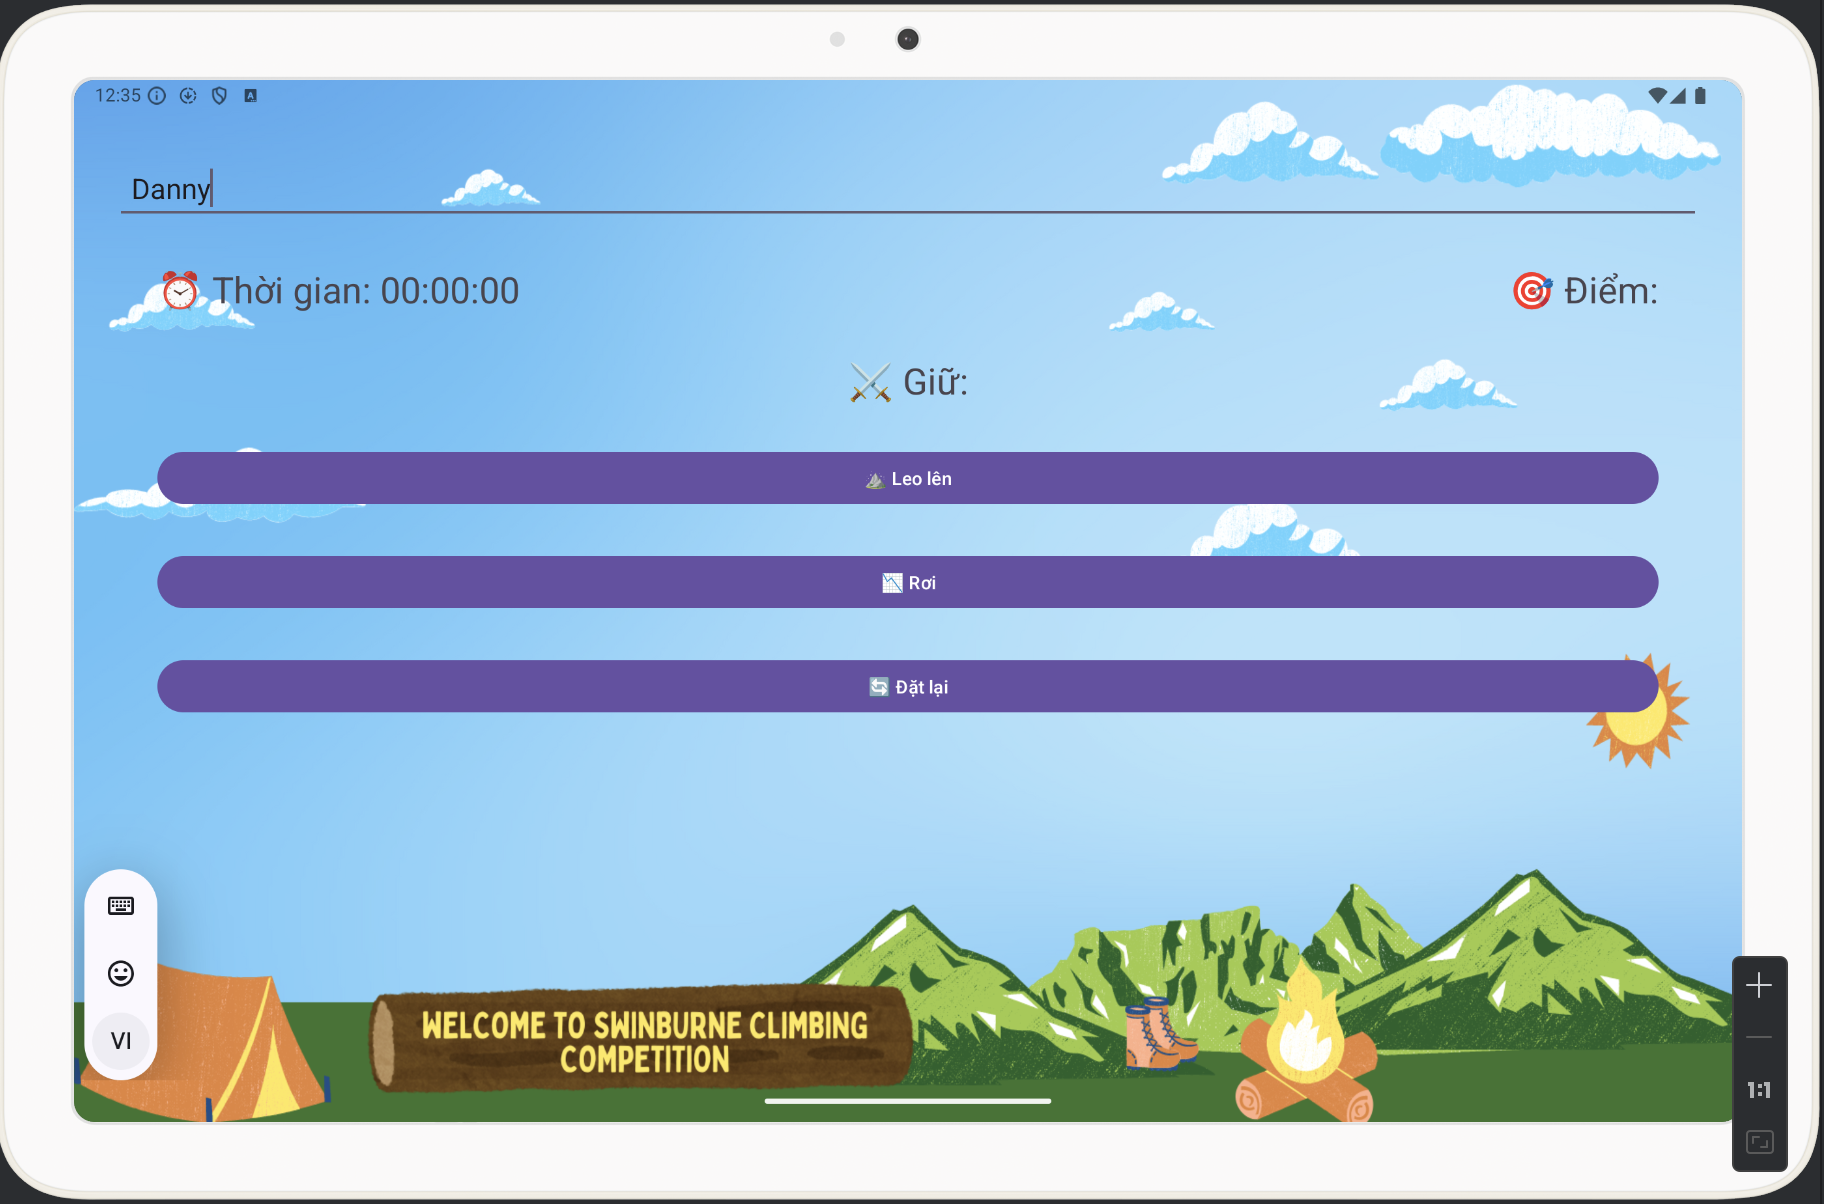 12:35
Danny
Thời gian: 00:00:00
Điểm:
Giữ:
Leo lên
Rơi
Đặt lại
VI
WELCOME TO SWINBURNE CLIMBING
COMPETITION
1:1